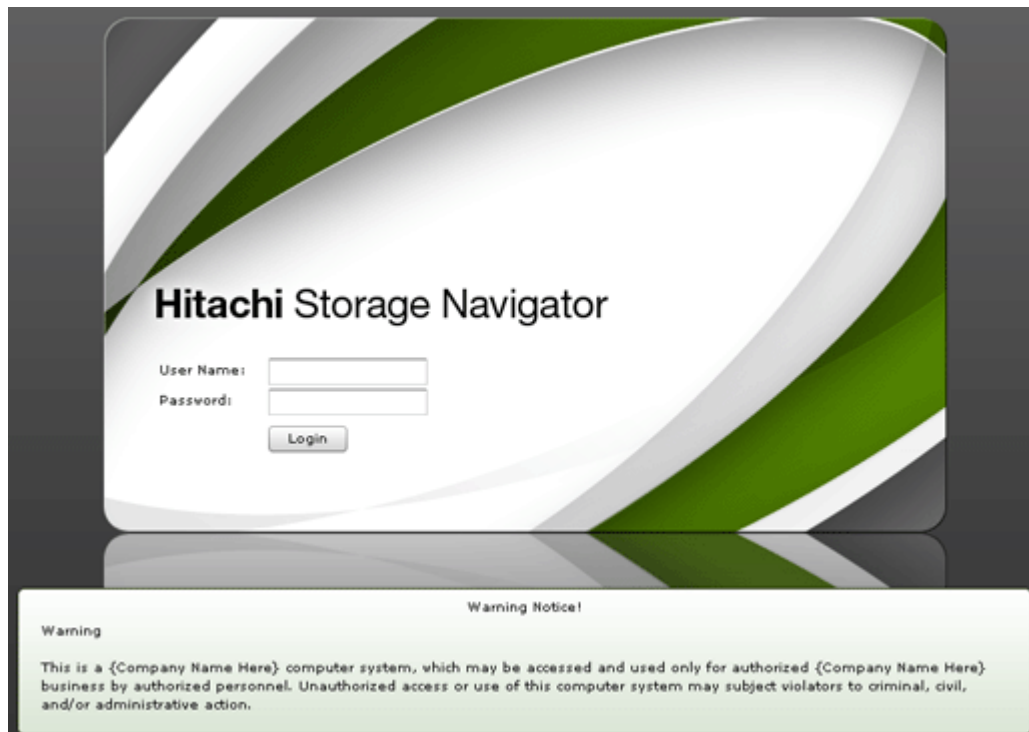 Hitachi Storage Navigator
User Name:
Password:
Login
Warning Notice!
Warning
This is a {Company Name Here} computer system, which may be accessed and used only for authorized {Company Name Here}
business by authorized personnel. Unauthorized access or use of this computer system may subject violators to criminal, civil,
and/or administrative action.